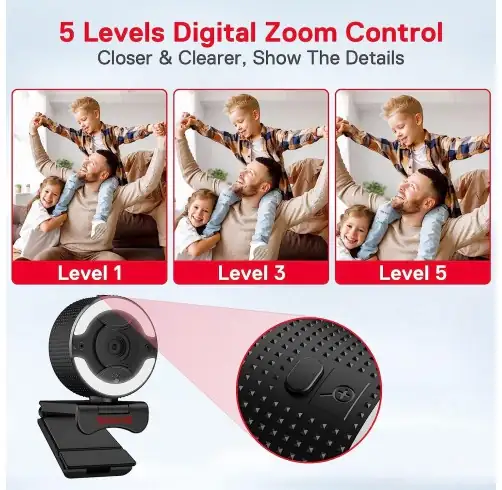 5 Levels Digital Zoom Control
Closer & Clearer, Show The Details
Level 1
Level 3
Level 5